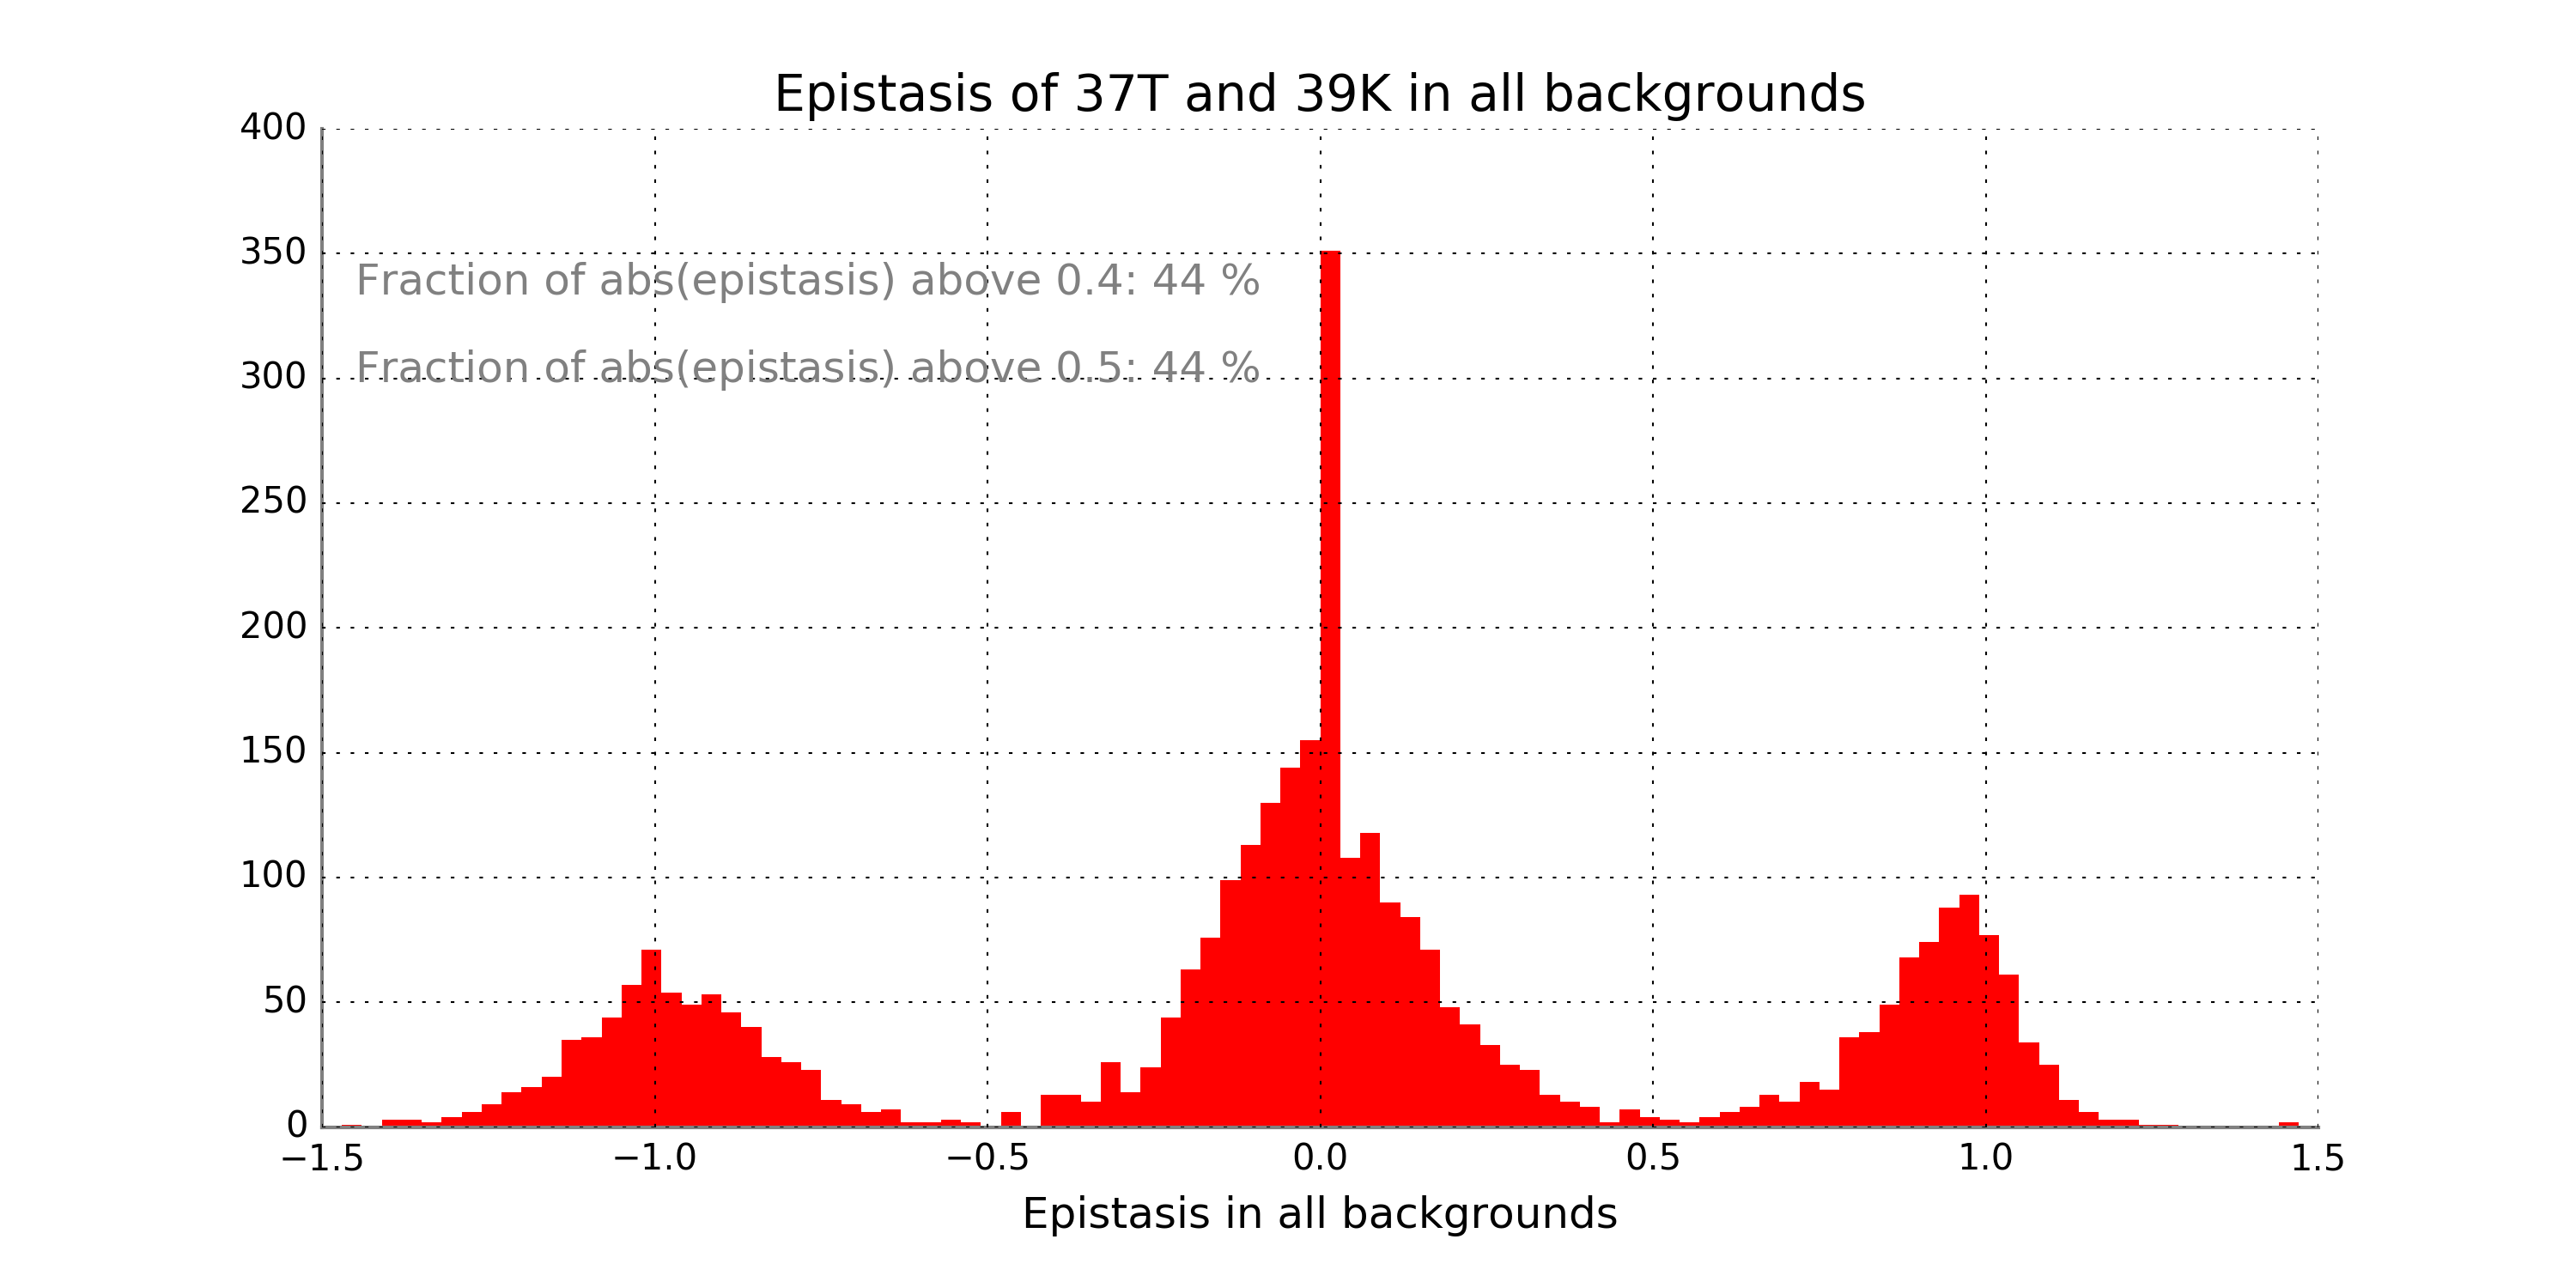 Epistasis of 37T and 39K in all backgrounds
400
350
Fraction of abs(epistasis) above 0.4: 44 %
300
Fraction of abs(epistasis) above 0.5: 44 %
250
200
150
100
50
0
−1.5 −1.0 −0.5 0.0 0.5 1.0 1.5
Epistasis in all backgrounds